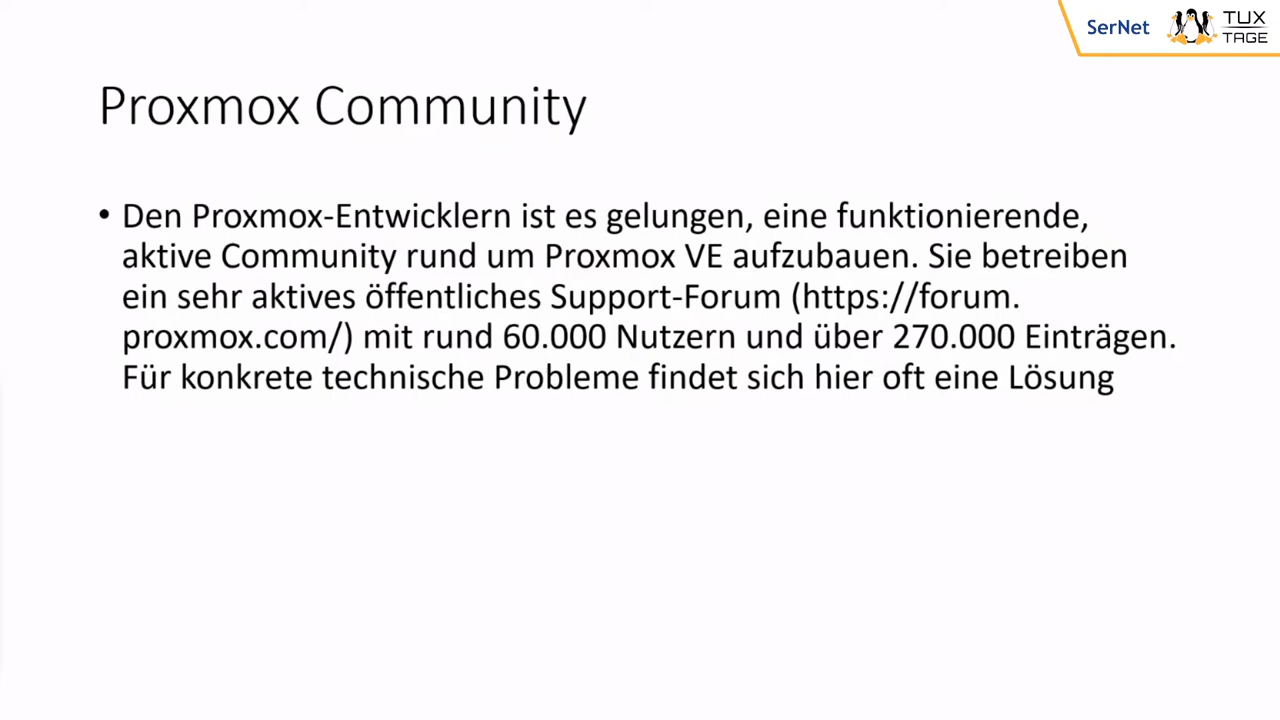 SerNet
TUX
TAGE
Proxmox Community
• Den Proxmox-Entwicklern ist es gelungen, eine funktionierende,
aktive Community rund um Proxmox VE aufzubauen. Sie betreiben
ein sehr aktives öffentliches Support-Forum (https://forum.
proxmox.com/) mit rund 60.000 Nutzern und über 270.000 Einträgen.
Für konkrete technische Probleme findet sich hier oft eine Lösung